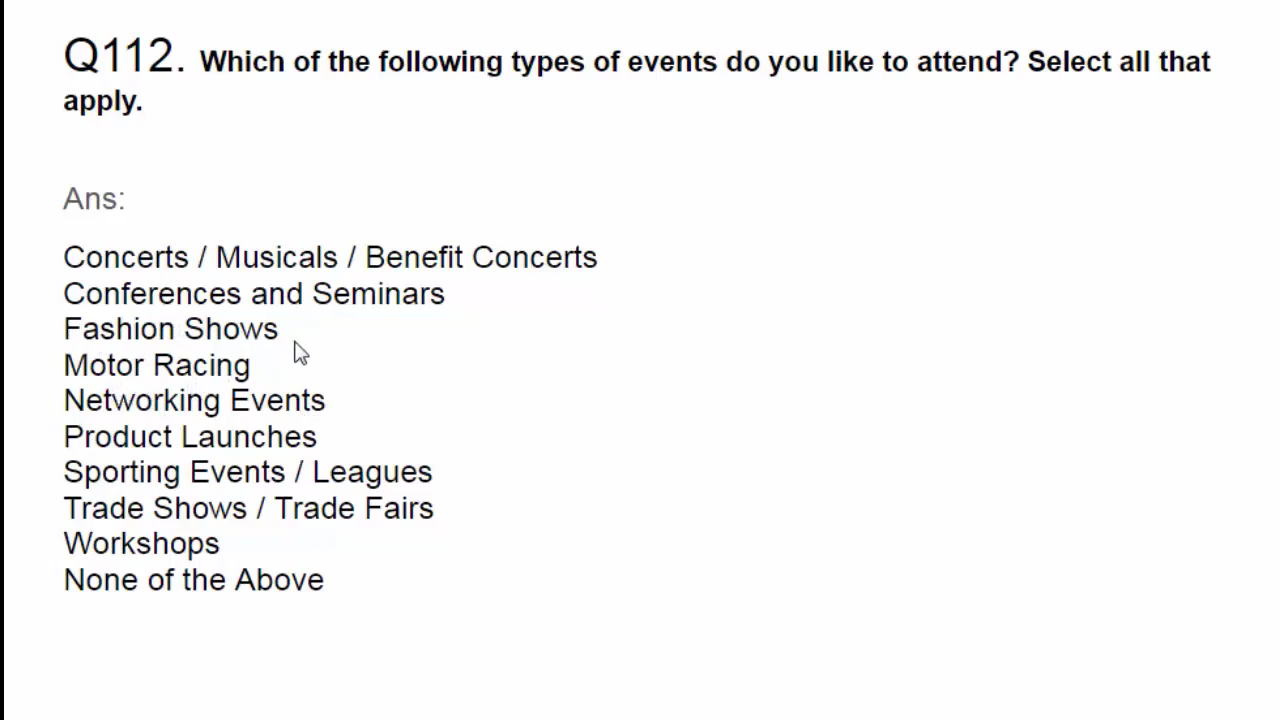 Q112. Which of the following types of events do you like to attend? Select all that
apply.
Ans:
Concerts / Musicals / Benefit Concerts
Conferences and Seminars
Fashion Shows
Motor Racing
Networking Events
Product Launches
Sporting Events / Leagues
Trade Shows / Trade Fairs
Workshops
None of the Above